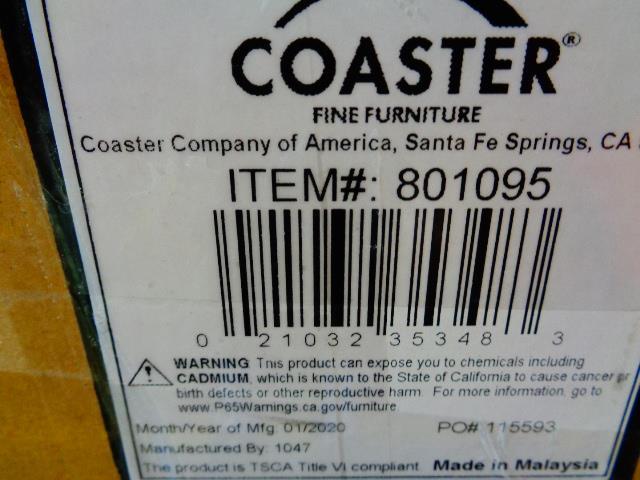 COASTER®
FINE FURNITURE
Coaster Company of America, Santa Fe Springs, CA
ITEM#: 801095
0 21032 35348 3
WARNING This product can expose you to chemicals including
CADMIUM, which is known to the State of California to cause cancer or
birth defects or other reproductive harm. For more information, go to
www.P65Warnings.ca.gov/furniture
Month/Year of Mfg. 01/2020 PO# 115593
Manufactured By: 1047
The product is TSCA Title VI compliant Made in Malaysia